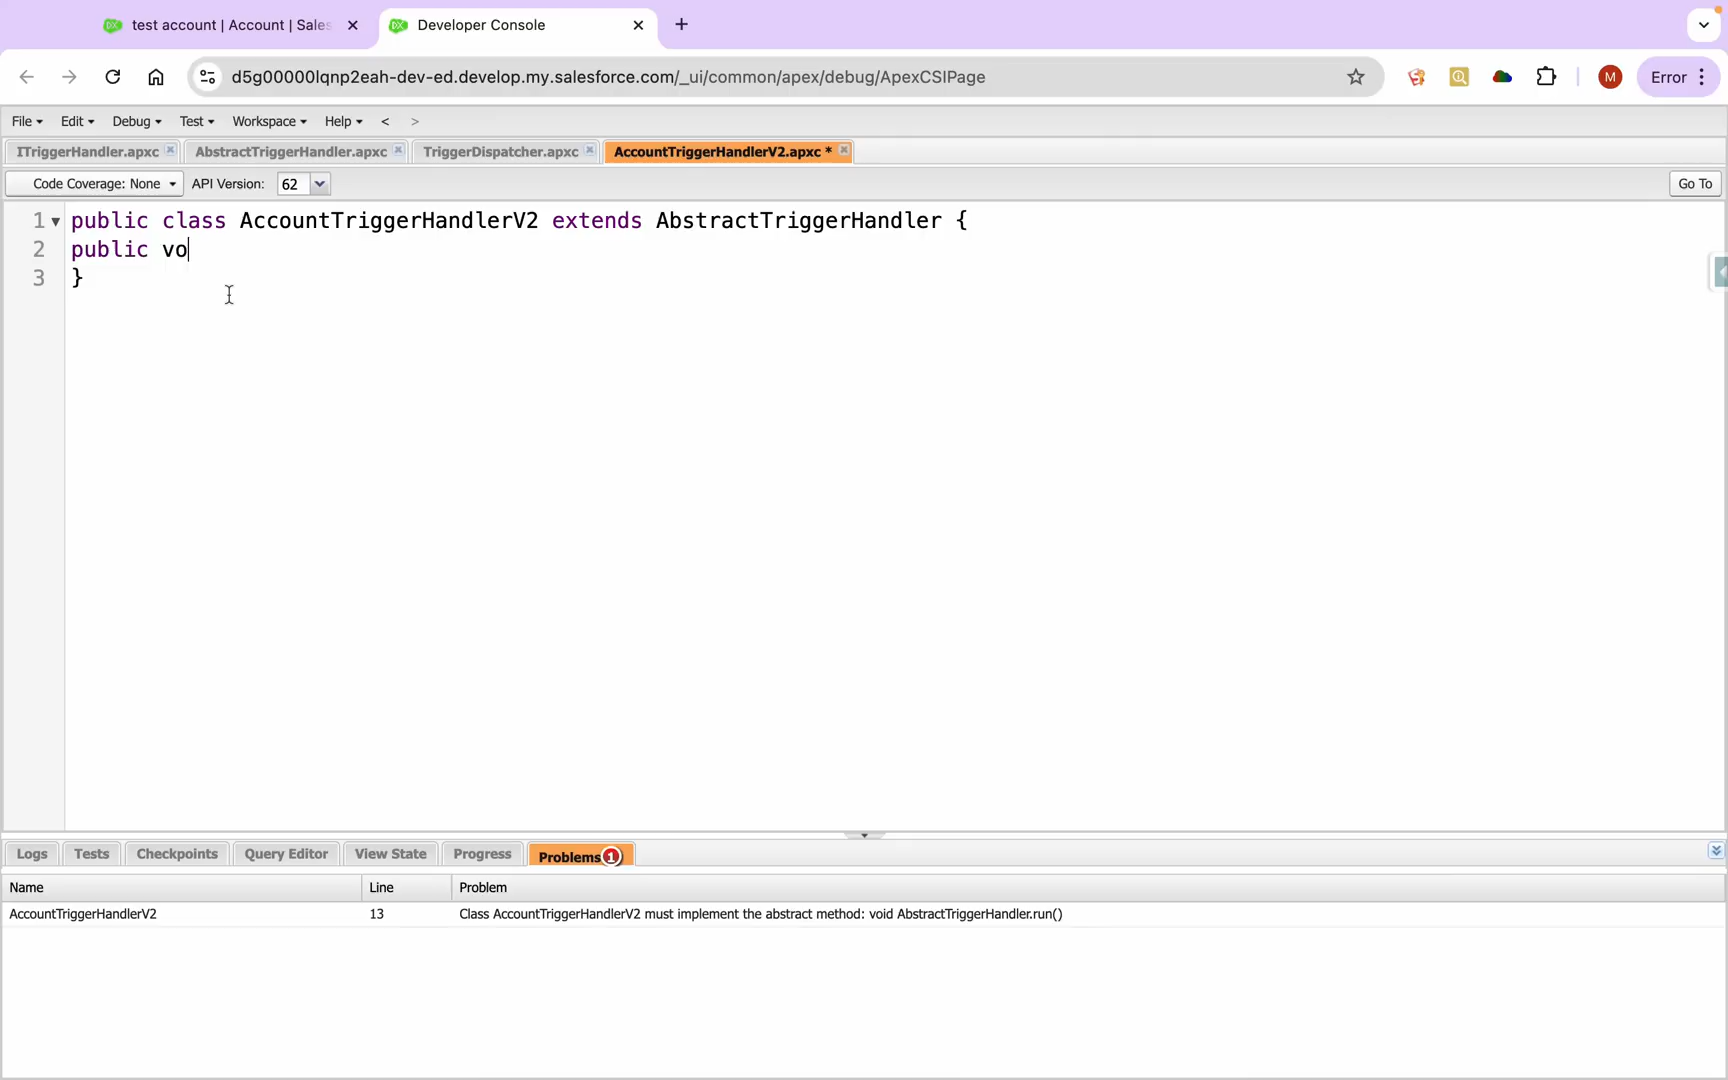 test account | Account | Sales
Developer Console
d5g00000lqnp2eah-dev-ed.develop.my.salesforce.com/_ui/common/apex/debug/ApexCSIPage
M
Error
File Edit Debug Test Workspace Help < >
ITriggerHandler.apxc AbstractTriggerHandler.apxc TriggerDispatcher.apxc AccountTriggerHandlerV2.apxc *
Code Coverage: None API Version: 62 Go To
1 public class AccountTriggerHandlerV2 extends AbstractTriggerHandler {
2 public vo
3 }
Logs Tests Checkpoints Query Editor View State Progress Problems 1
Name Line Problem
AccountTriggerHandlerV2 13 Class AccountTriggerHandlerV2 must implement the abstract method: void AbstractTriggerHandler.run()